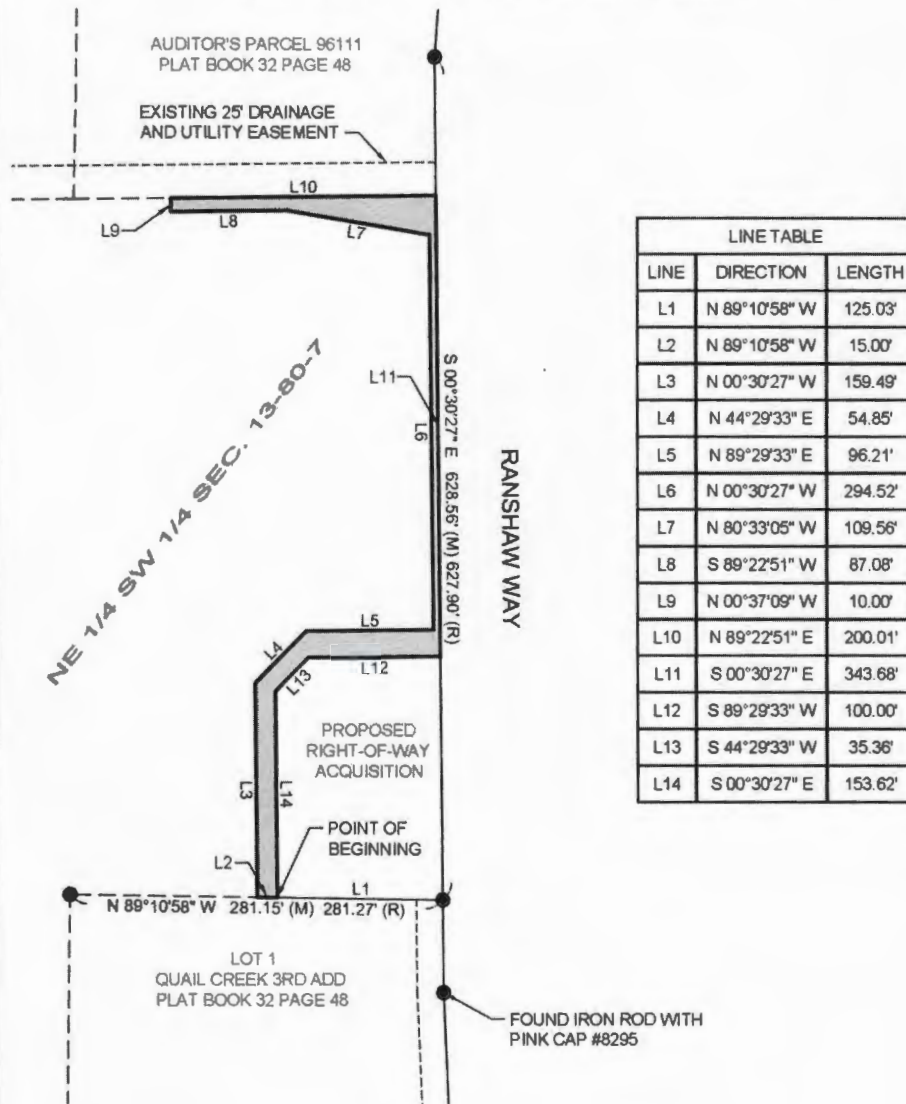 AUDITOR'S PARCEL 96111
PLAT BOOK 32 PAGE 48
EXISTING 25' DRAINAGE
AND UTILITY EASEMENT
L10
L9
L8
L7
L11
L6
S 00°30'27" E 628.56' (M) 627.90' (R)
RANSHAW WAY
NE 1/4 SW 1/4 SEC. 13-80-7
L5
L4
L12
L13
PROPOSED
RIGHT-OF-WAY
ACQUISITION
L3
L14
POINT OF
BEGINNING
L2
L1
N 89°10'58" W 281.15' (M) 281.27' (R)
LOT 1
QUAIL CREEK 3RD ADD
PLAT BOOK 32 PAGE 48
FOUND IRON ROD WITH
PINK CAP #8295
LINE TABLE
LINE DIRECTION LENGTH
L1 N 89°10'58" W 125.03'
L2 N 89°10'58" W 15.00'
L3 N 00°30'27" W 159.49'
L4 N 44°29'33" E 54.85'
L5 N 89°29'33" E 96.21'
L6 N 00°30'27" W 294.52'
L7 N 80°33'05" W 109.56'
L8 S 89°22'51" W 87.08'
L9 N 00°37'09" W 10.00'
L10 N 89°22'51" E 200.01'
L11 S 00°30'27" E 343.68'
L12 S 89°29'33" W 100.00'
L13 S 44°29'33" W 35.36'
L14 S 00°30'27" E 153.62'